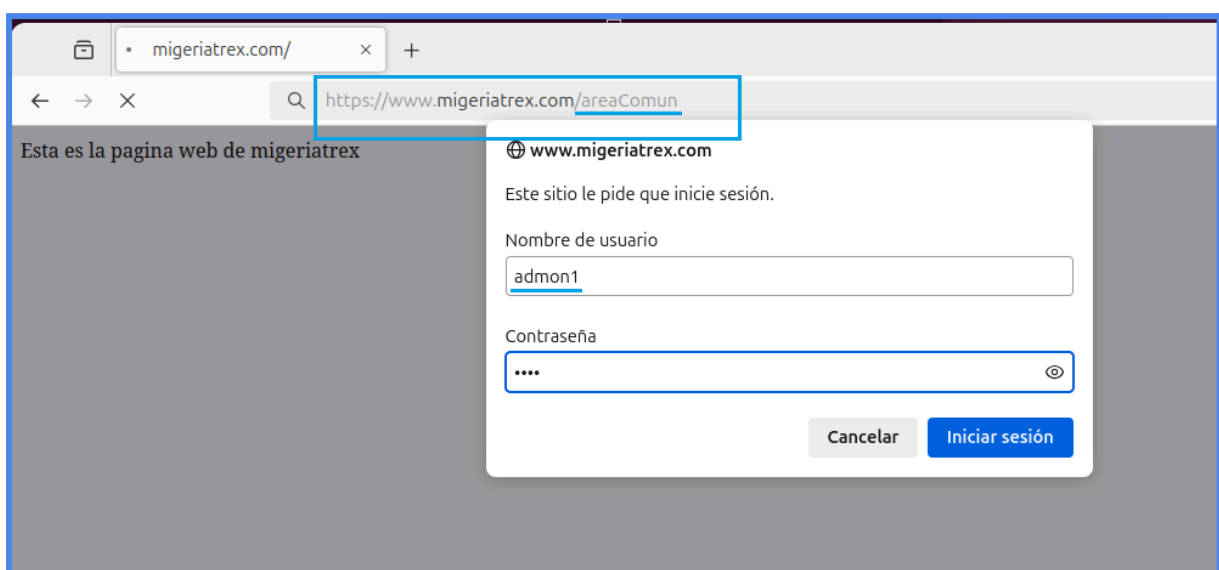 migeriatrex.com/
https://www.migeriatrex.com/areaComun
Esta es la pagina web de migeriatrex
www.migeriatrex.com
Este sitio le pide que inicie sesión.
Nombre de usuario
admon1
Contraseña
••••
Cancelar
Iniciar sesión